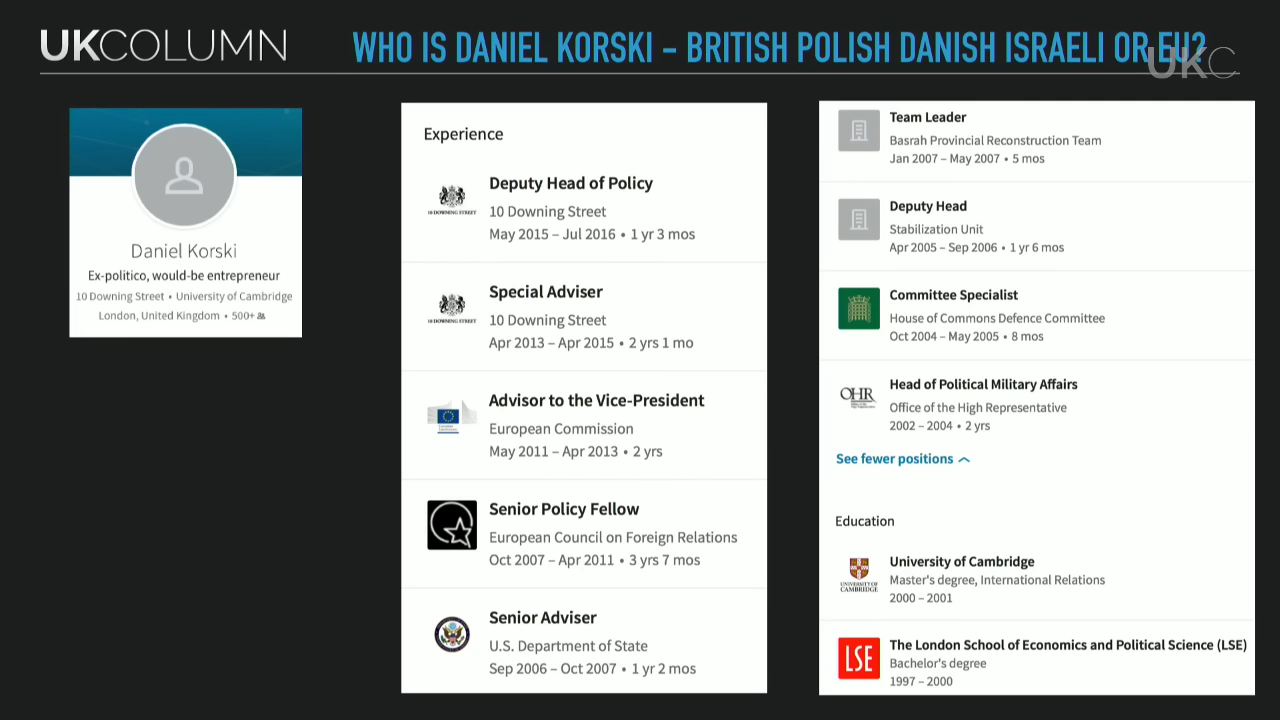 UKCOLUMN
WHO IS DANIEL KORSKI – BRITISH POLISH DANISH ISRAELI OR EU?
UKC
Daniel Korski
Ex-politico, would-be entrepreneur
10 Downing Street • University of Cambridge
London, United Kingdom • 500+
Experience
10 DOWNING STREET
Deputy Head of Policy
10 Downing Street
May 2015 – Jul 2016 • 1 yr 3 mos
10 DOWNING STREET
Special Adviser
10 Downing Street
Apr 2013 – Apr 2015 • 2 yrs 1 mo
Advisor to the Vice-President
European Commission
May 2011 – Apr 2013 • 2 yrs
Senior Policy Fellow
European Council on Foreign Relations
Oct 2007 – Apr 2011 • 3 yrs 7 mos
Senior Adviser
U.S. Department of State
Sep 2006 – Oct 2007 • 1 yr 2 mos
Team Leader
Basrah Provincial Reconstruction Team
Jan 2007 – May 2007 • 5 mos
Deputy Head
Stabilization Unit
Apr 2005 – Sep 2006 • 1 yr 6 mos
Committee Specialist
House of Commons Defence Committee
Oct 2004 – May 2005 • 8 mos
OHR
Head of Political Military Affairs
Office of the High Representative
2002 – 2004 • 2 yrs
See fewer positions
Education
UNIVERSITY OF
CAMBRIDGE
University of Cambridge
Master's degree, International Relations
2000 – 2001
LSE
The London School of Economics and Political Science (LSE)
Bachelor's degree
1997 – 2000